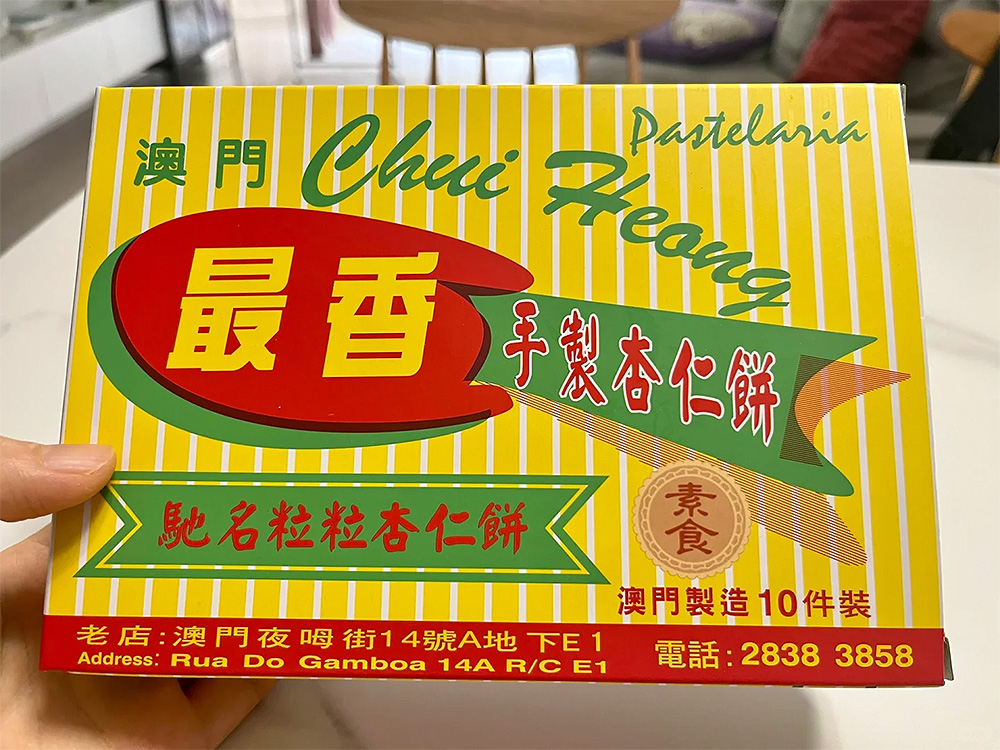 澳門 Chui Heong
Pastelaria
最香
手製杏仁餅
馳名粒粒杏仁餅
素食
澳門製造10件裝
老店:澳門夜呣街14號A地下E1
Address: Rua Do Gamboa 14A R/C E1
電話:2838 3858